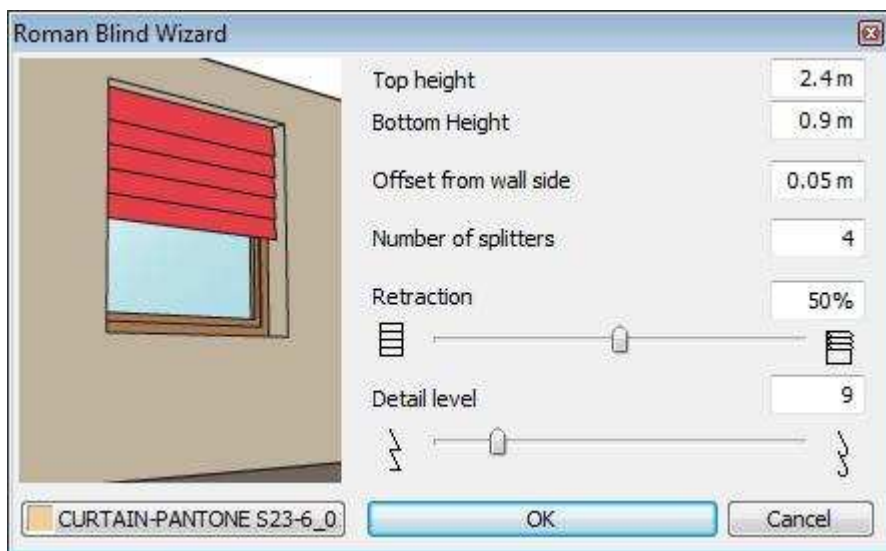 Roman Blind Wizard
Top height 2.4 m
Bottom Height 0.9 m
Offset from wall side 0.05 m
Number of splitters 4
Retraction 50%
Detail level 9
CURTAIN-PANTONE S23-6_0 OK Cancel